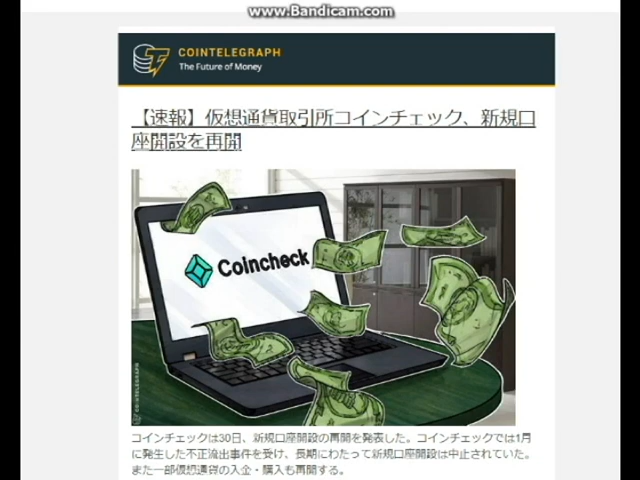 www.Bandicam.com
COINTELEGRAPH
The Future of Money
【速報】仮想通貨取引所コインチェック、新規口
座開設を再開
Coincheck
COINTELEGRAPH
コインチェックは30日、新規口座開設の再開を発表した。コインチェックでは1月
に発生した不正流出事件を受け、長期にわたって新規口座開設は中止されていた。
また一部仮想通貨の入金・購入も再開する。